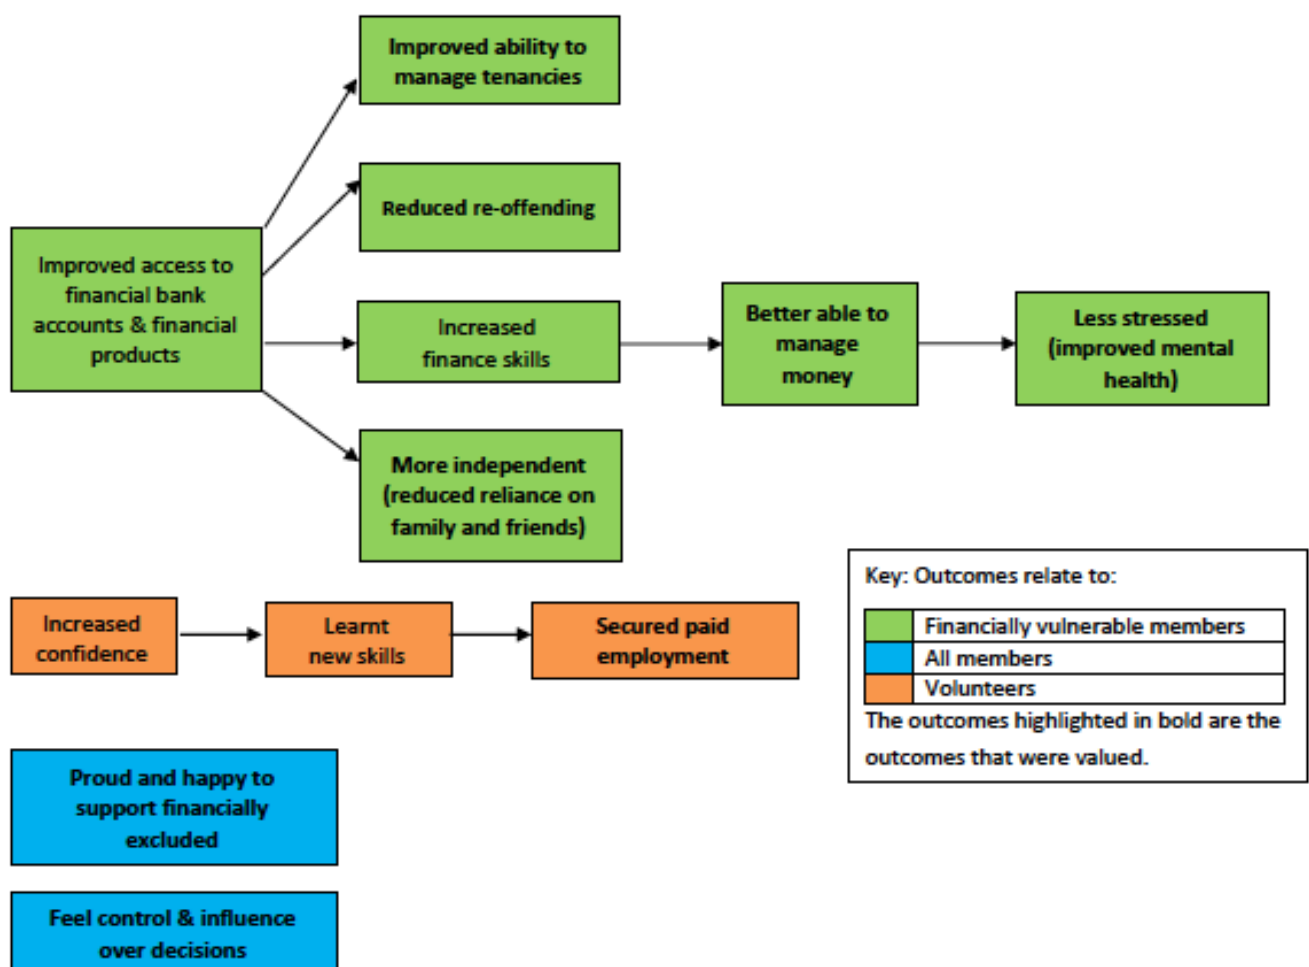 Improved ability to
manage tenancies
Reduced re-offending
Improved access to
financial bank
accounts & financial
products
Increased
finance skills
Better able to
manage
money
Less stressed
(improved mental
health)
More independent
(reduced reliance on
family and friends)
Increased
confidence
Learnt
new skills
Secured paid
employment
Key: Outcomes relate to:
Financially vulnerable members
All members
Volunteers
The outcomes highlighted in bold are the
outcomes that were valued.
Proud and happy to
support financially
excluded
Feel control & influence
over decisions